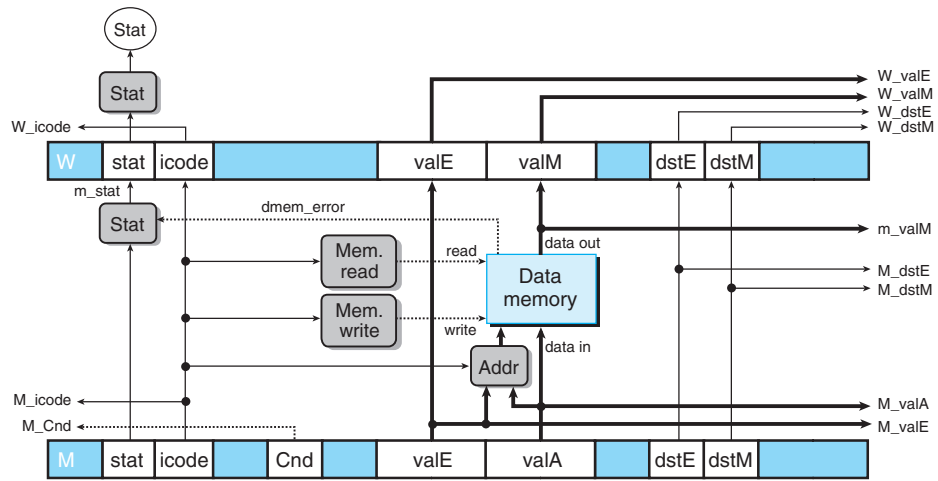 Stat
Stat
W_valE
W_valM
W_dstE
W_dstM
W_icode
W stat icode valE valM dstE dstM
m_stat
dmem_error
Stat
m_valM
data out
Mem.
read
read
Data
memory
M_dstE
M_dstM
Mem.
write
write
data in
Addr
M_icode
M_valA
M_Cnd
M_valE
M stat icode Cnd valE valA dstE dstM